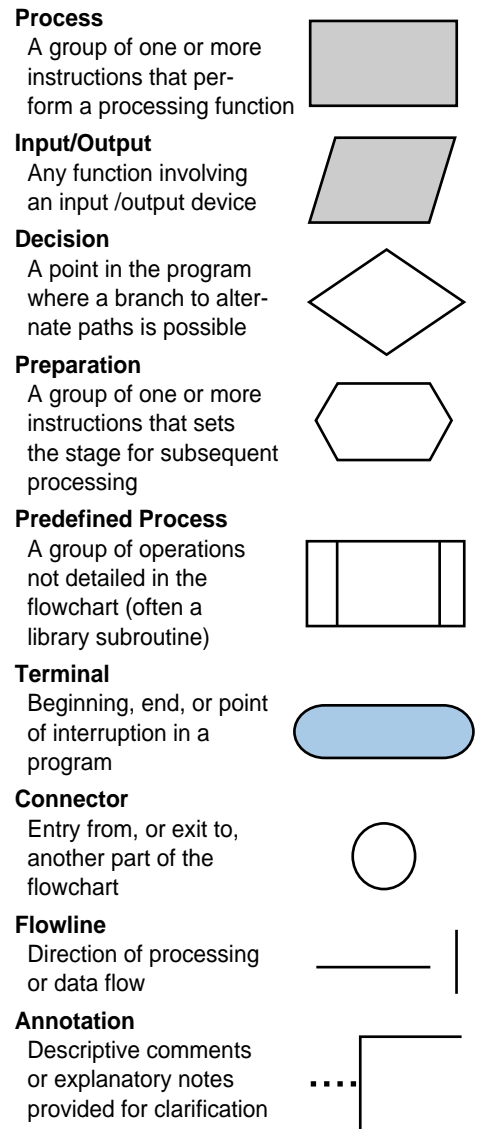 Process
A group of one or more
instructions that per-
form a processing function
Input/Output
Any function involving
an input /output device
Decision
A point in the program
where a branch to alter-
nate paths is possible
Preparation
A group of one or more
instructions that sets
the stage for subsequent
processing
Predefined Process
A group of operations
not detailed in the
flowchart (often a
library subroutine)
Terminal
Beginning, end, or point
of interruption in a
program
Connector
Entry from, or exit to,
another part of the
flowchart
Flowline
Direction of processing
or data flow
Annotation
Descriptive comments
or explanatory notes
provided for clarification